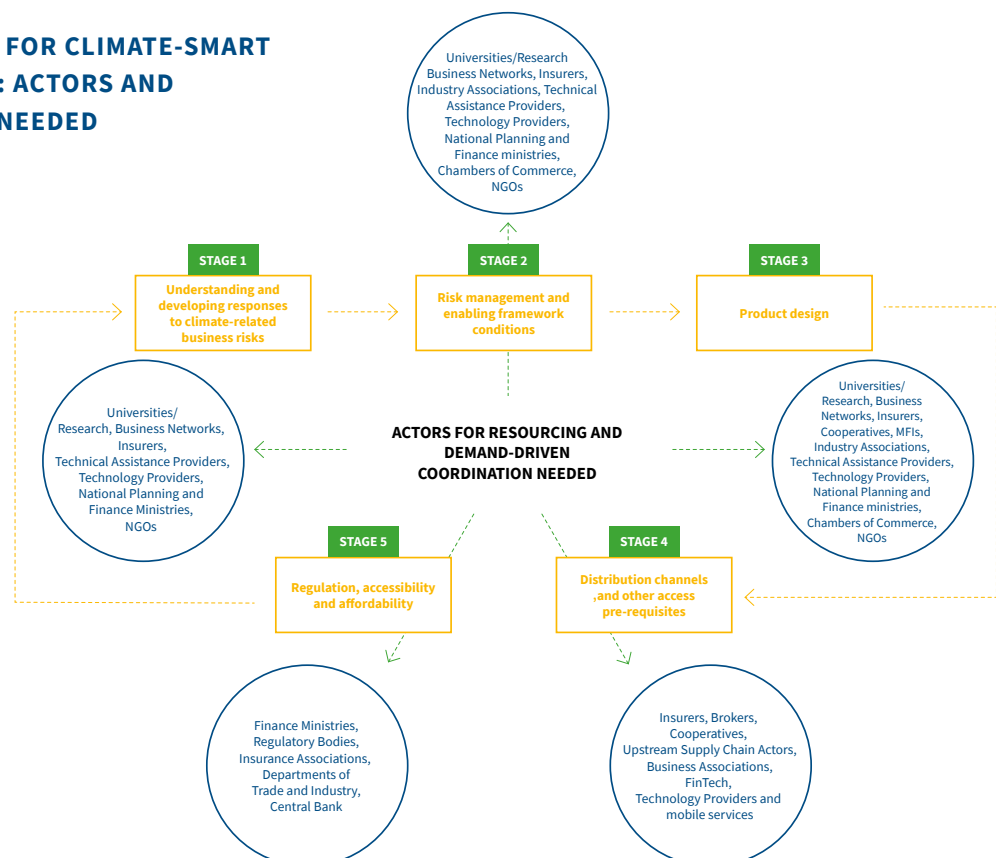 FOR CLIMATE-SMART
: ACTORS AND
NEEDED
Universities/Research
Business Networks, Insurers,
Industry Associations, Technical
Assistance Providers,
Technology Providers,
National Planning and
Finance ministries,
Chambers of Commerce,
NGOs
STAGE 1
Understanding and
developing responses
to climate-related
business risks
STAGE 2
Risk management and
enabling framework
conditions
STAGE 3
Product design
Universities/
Research, Business Networks,
Insurers,
Technical Assistance Providers,
Technology Providers,
National Planning and
Finance Ministries,
NGOs
ACTORS FOR RESOURCING AND
DEMAND-DRIVEN
COORDINATION NEEDED
Universities/
Research, Business
Networks, Insurers,
Cooperatives, MFIs,
Industry Associations,
Technical Assistance Providers,
Technology Providers,
National Planning and
Finance ministries,
Chambers of Commerce,
NGOs
STAGE 5
Regulation, accessibility
and affordability
STAGE 4
Distribution channels
,and other access
pre-requisites
Finance Ministries,
Regulatory Bodies,
Insurance Associations,
Departments of
Trade and Industry,
Central Bank
Insurers, Brokers,
Cooperatives,
Upstream Supply Chain Actors,
Business Associations,
FinTech,
Technology Providers and
mobile services